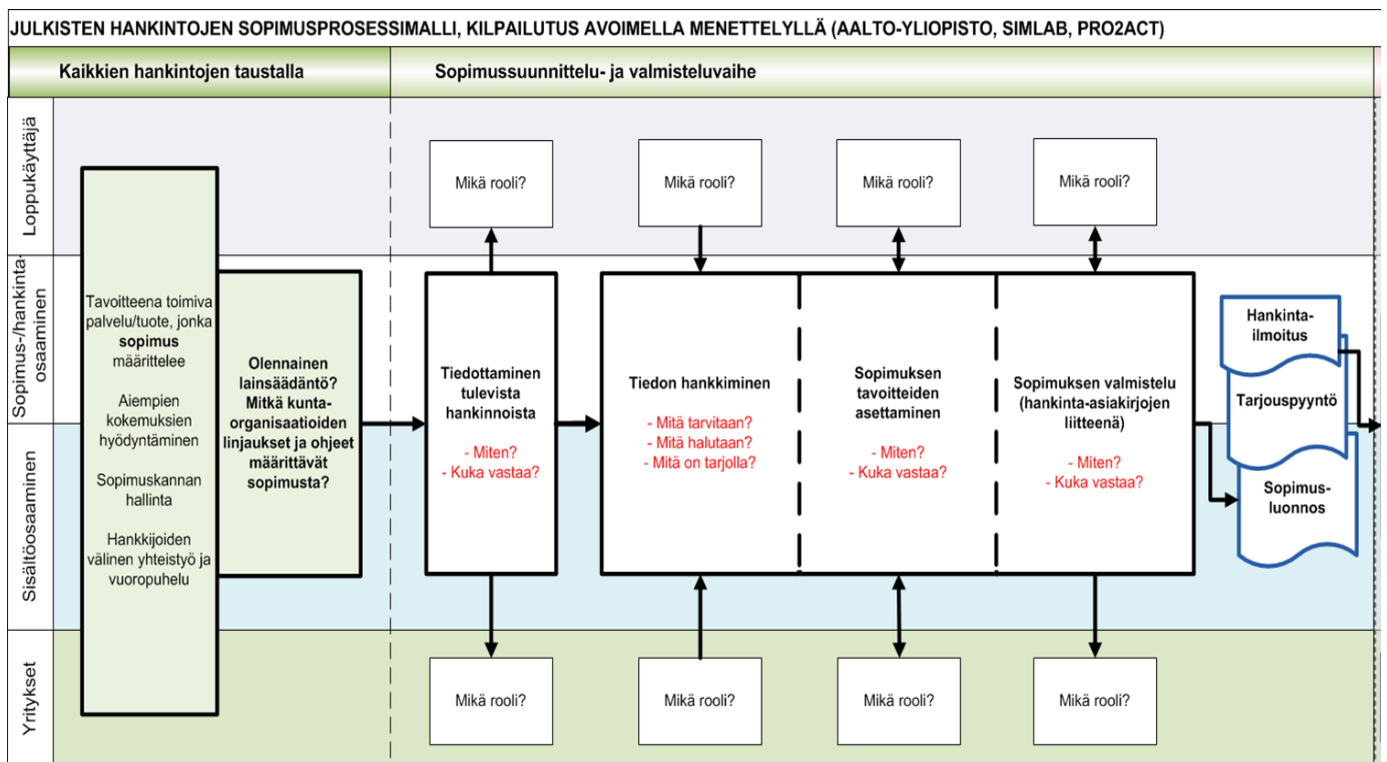 JULKISTEN HANKINTOJEN SOPIMUSPROSESSIMALLI, KILPAILUTUS AVOIMELLA MENETTELYLLÄ (AALTO-YLIOPISTO, SIMLAB, PRO2ACT)
Kaikkien hankintojen taustalla
Sopimussuunnittelu- ja valmisteluvaihe
Loppukäyttäjä
Mikä rooli?
Mikä rooli?
Mikä rooli?
Mikä rooli?
Sopimus-/hankinta-
osaaminen
Sisältöosaaminen
Yritykset
Tavoitteena toimiva
palvelu/tuote, jonka
sopimus
määrittelee
Aiempien
kokemuksien
hyödyntäminen
Sopimuskannan
hallinta
Hankkijoiden
välinen yhteistyö ja
vuoropuhelu
Olennainen
lainsäädäntö?
Mitkä kunta-
organisaatioiden
linjaukset ja ohjeet
määrittävät
sopimusta?
Tiedottaminen
tulevista
hankinnoista
- Miten?
- Kuka vastaa?
Tiedon hankkiminen
- Mitä tarvitaan?
- Mitä halutaan?
- Mitä on tarjolla?
Sopimuksen
tavoitteiden
asettaminen
- Miten?
- Kuka vastaa?
Sopimuksen valmistelu
(hankinta-asiakirjojen
liitteenä)
- Miten?
- Kuka vastaa?
Hankinta-
ilmoitus
Tarjouspyyntö
Sopimus-
luonnos
Mikä rooli?
Mikä rooli?
Mikä rooli?
Mikä rooli?